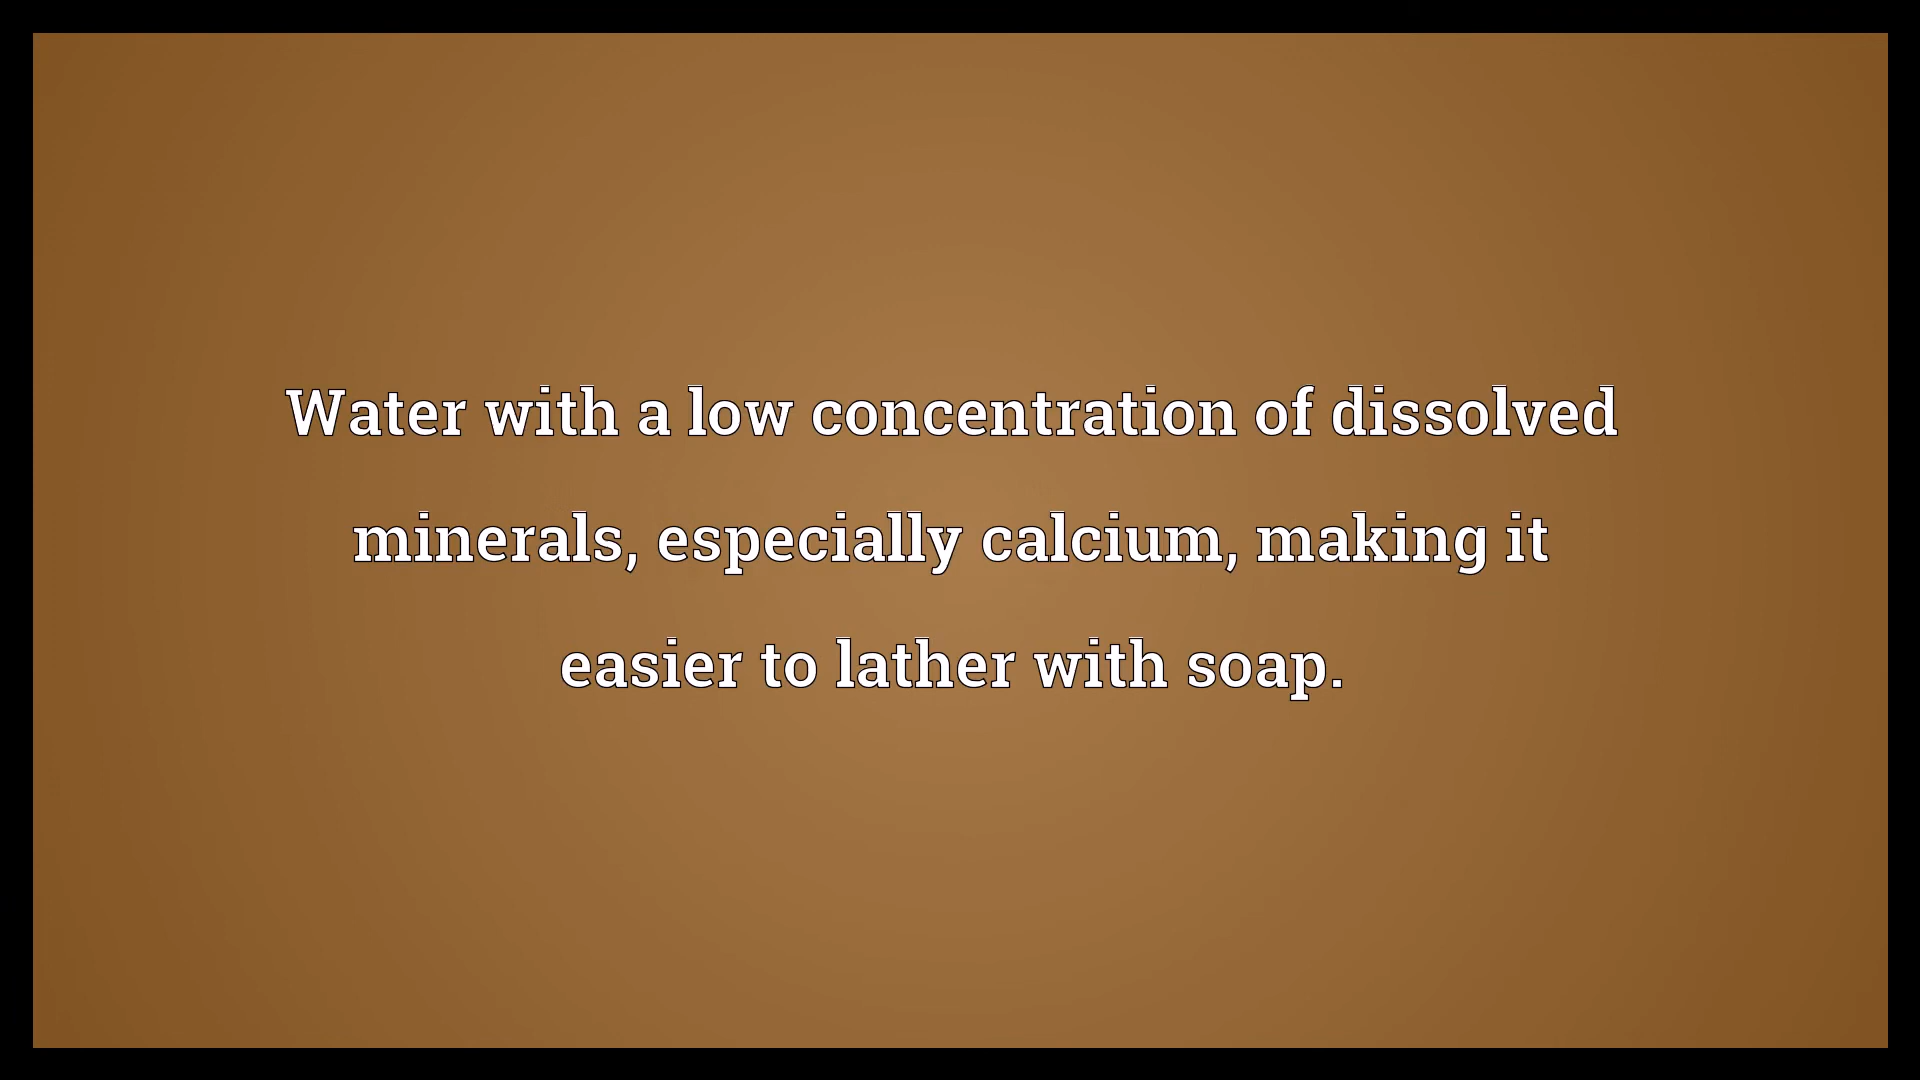 Water with a low concentration of dissolved
minerals, especially calcium, making it
easier to lather with soap.